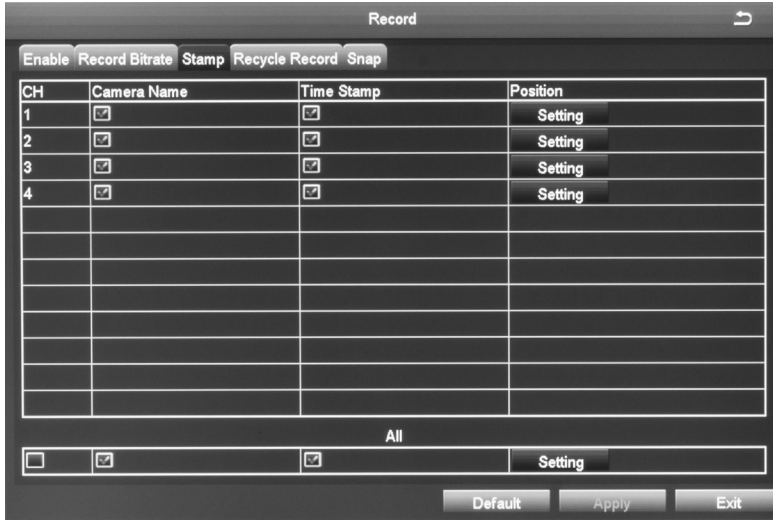 Record
Enable Record Bitrate Stamp Recycle Record Snap
CH Camera Name Time Stamp Position
1 Setting
2 Setting
3 Setting
4 Setting
All
Setting
Default Apply Exit